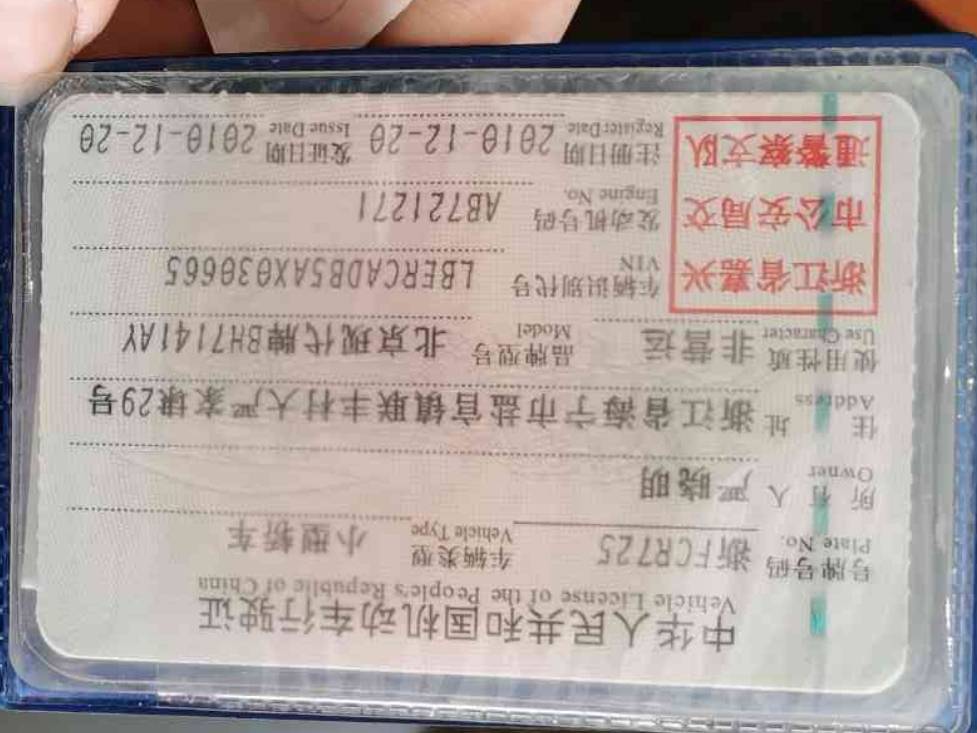 中华人民共和国机动车行驶证
Vehicle License of the People's Republic of China
号牌号码 Plate No. 浙FCR725 车辆类型 Vehicle Type 小型轿车
所有人 Owner 严晓明
住址 Address 浙江省海宁市盐官镇联丰村大严家埭29号
使用性质 Use Character 非营运 品牌型号 Model 北京现代牌BH7141AY
浙江省嘉兴
市公安局交
通警察支队
车辆识别代号 VIN LBERCADB5AX030665
发动机号码 Engine No. AB721271
注册日期 Register Date 2010-12-20 发证日期 Issue Date 2010-12-20